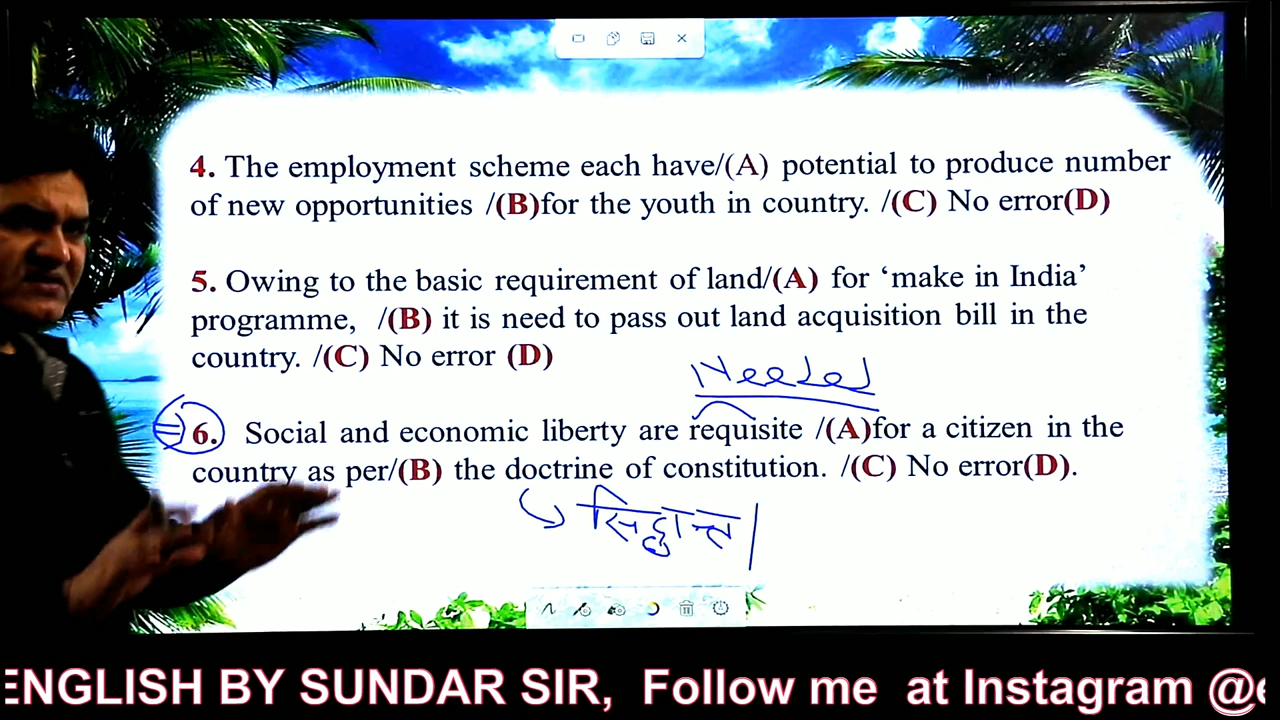 4. The employment scheme each have/(A) potential to produce number
of new opportunities /(B)for the youth in country. /(C) No error(D)
5. Owing to the basic requirement of land/(A) for ‘make in India’
programme, /(B) it is need to pass out land acquisition bill in the
country. /(C) No error (D)
Needed
6. Social and economic liberty are requisite /(A)for a citizen in the
country as per/(B) the doctrine of constitution. /(C) No error(D).
सिद्धान्त
ENGLISH BY SUNDAR SIR, Follow me at Instagram @e